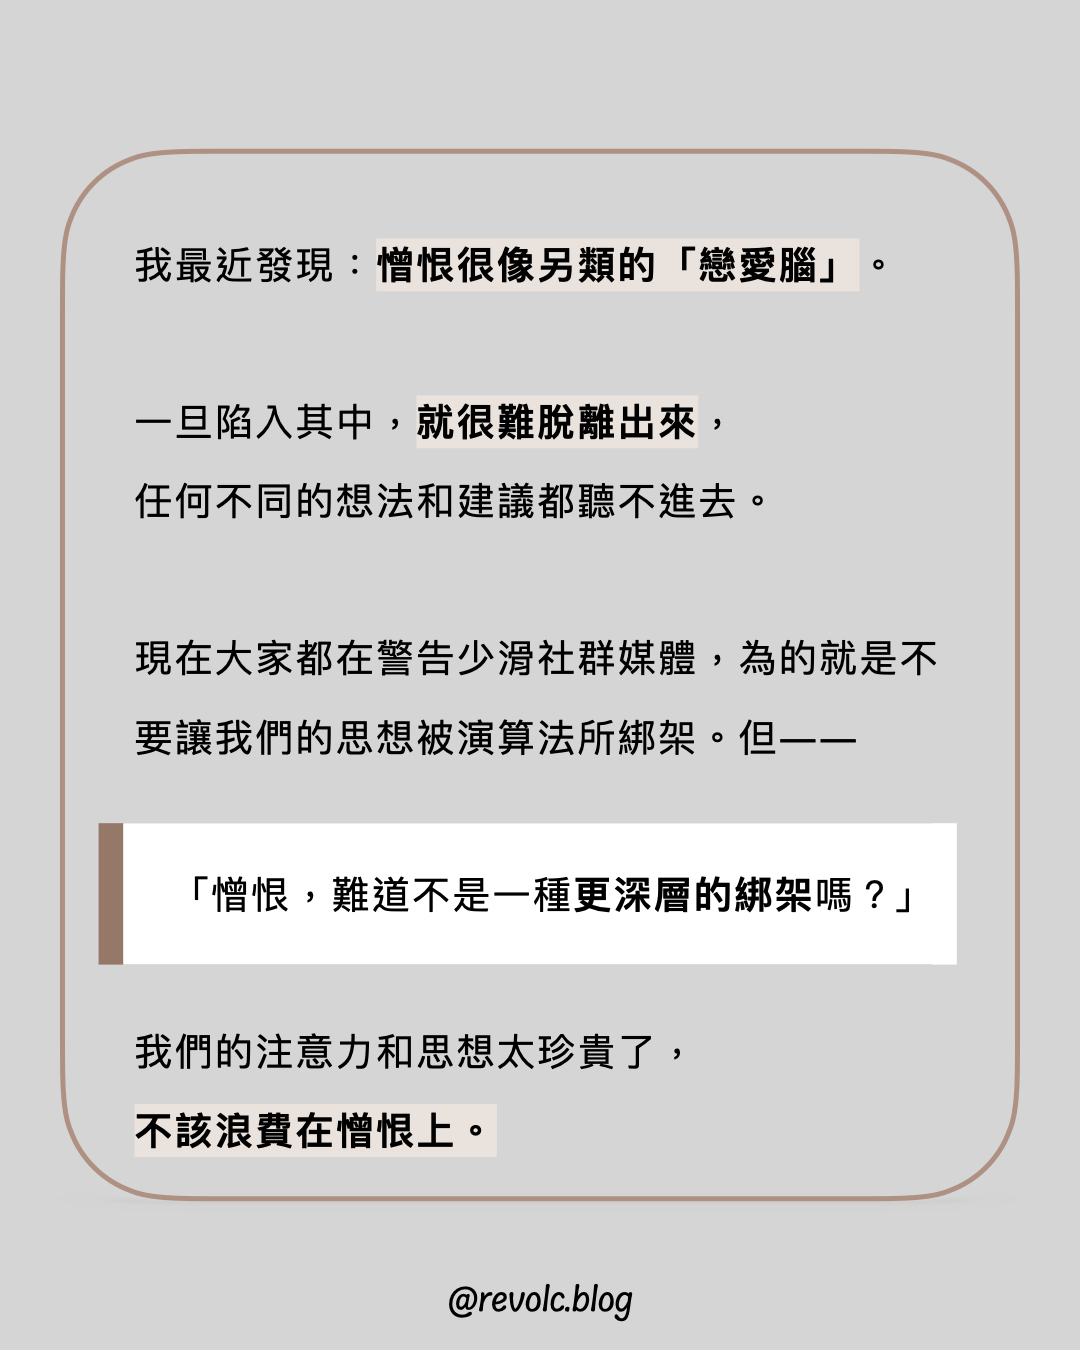 我最近發現：憎恨很像另類的「戀愛腦」。
一旦陷入其中，就很難脫離出來，
任何不同的想法和建議都聽不進去。
現在大家都在警告少滑社群媒體，為的就是不
要讓我們的思想被演算法所綁架。但——
「憎恨，難道不是一種更深層的綁架嗎？」
我們的注意力和思想太珍貴了，
不該浪費在憎恨上。
@revolc.blog